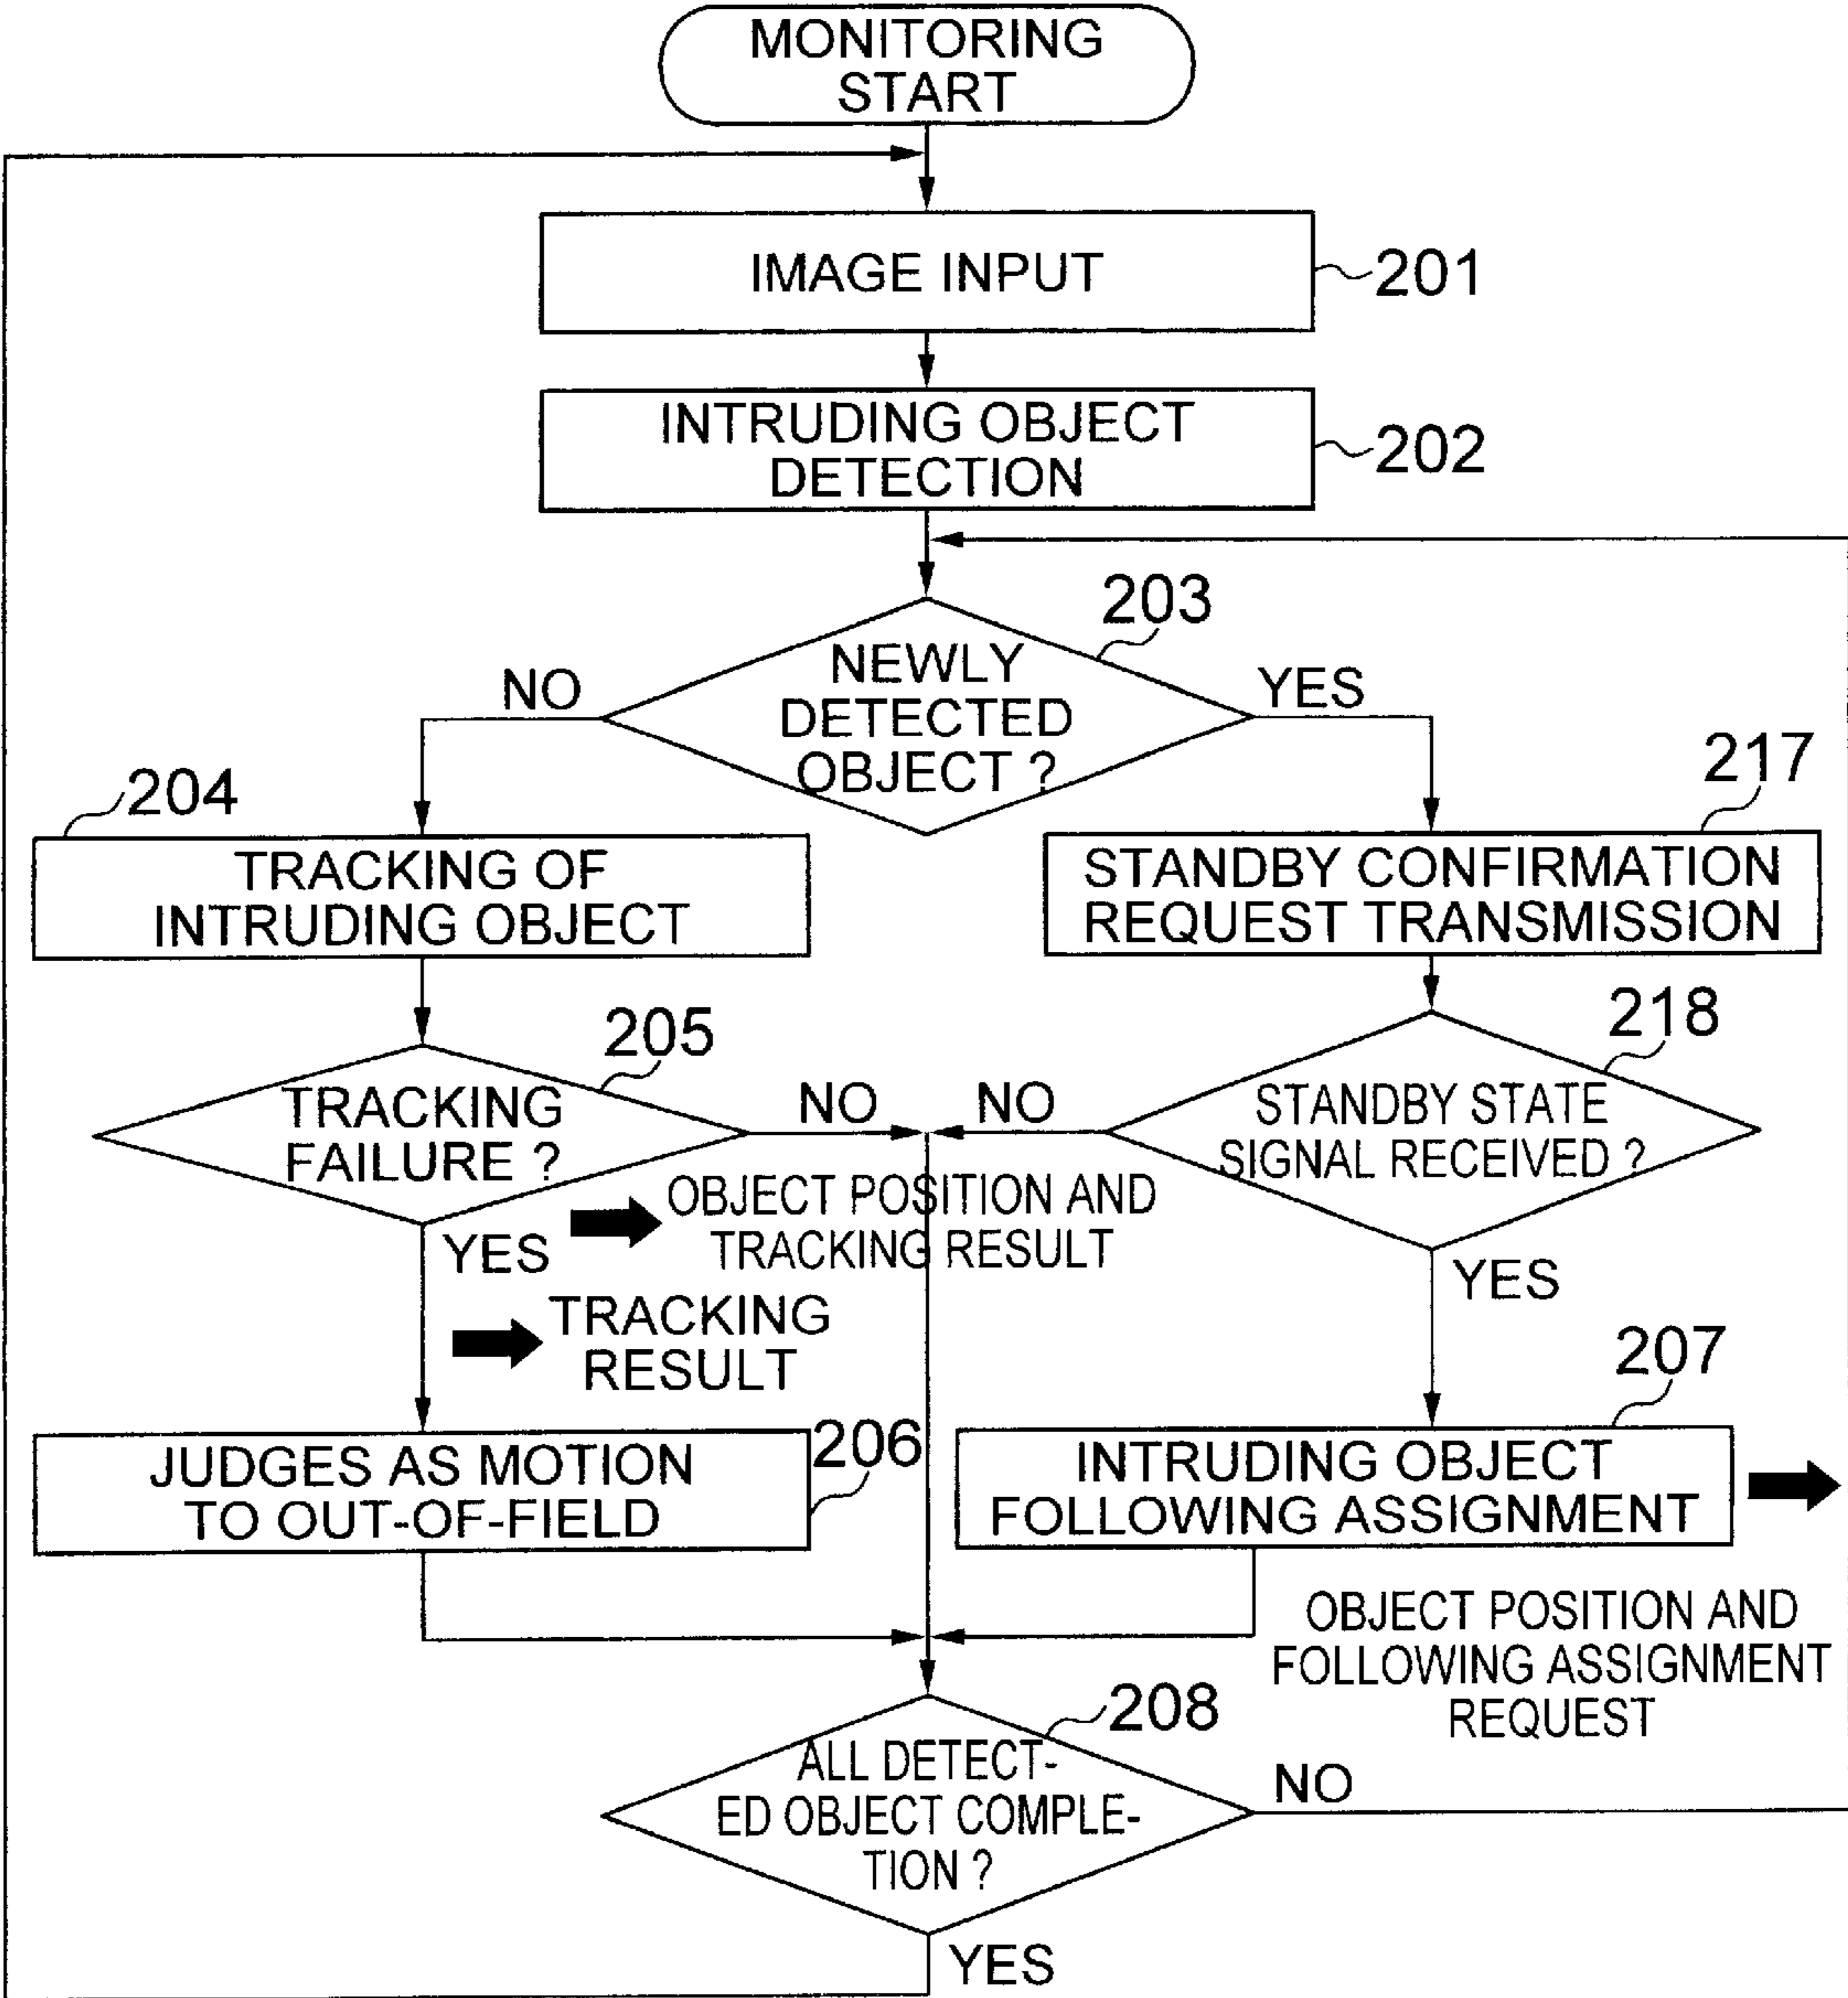 MONITORING
START
IMAGE INPUT
201
INTRUDING OBJECT
DETECTION
202
203
NEWLY
DETECTED
OBJECT ?
NO
YES
204
TRACKING OF
INTRUDING OBJECT
217
STANDBY CONFIRMATION
REQUEST TRANSMISSION
205
TRACKING
FAILURE ?
NO
NO
218
STANDBY STATE
SIGNAL RECEIVED ?
YES
OBJECT POSITION AND
TRACKING RESULT
YES
TRACKING
RESULT
206
JUDGES AS MOTION
TO OUT-OF-FIELD
207
INTRUDING OBJECT
FOLLOWING ASSIGNMENT
OBJECT POSITION AND
FOLLOWING ASSIGNMENT
REQUEST
208
ALL DETECT-
ED OBJECT COMPLE-
TION ?
NO
YES